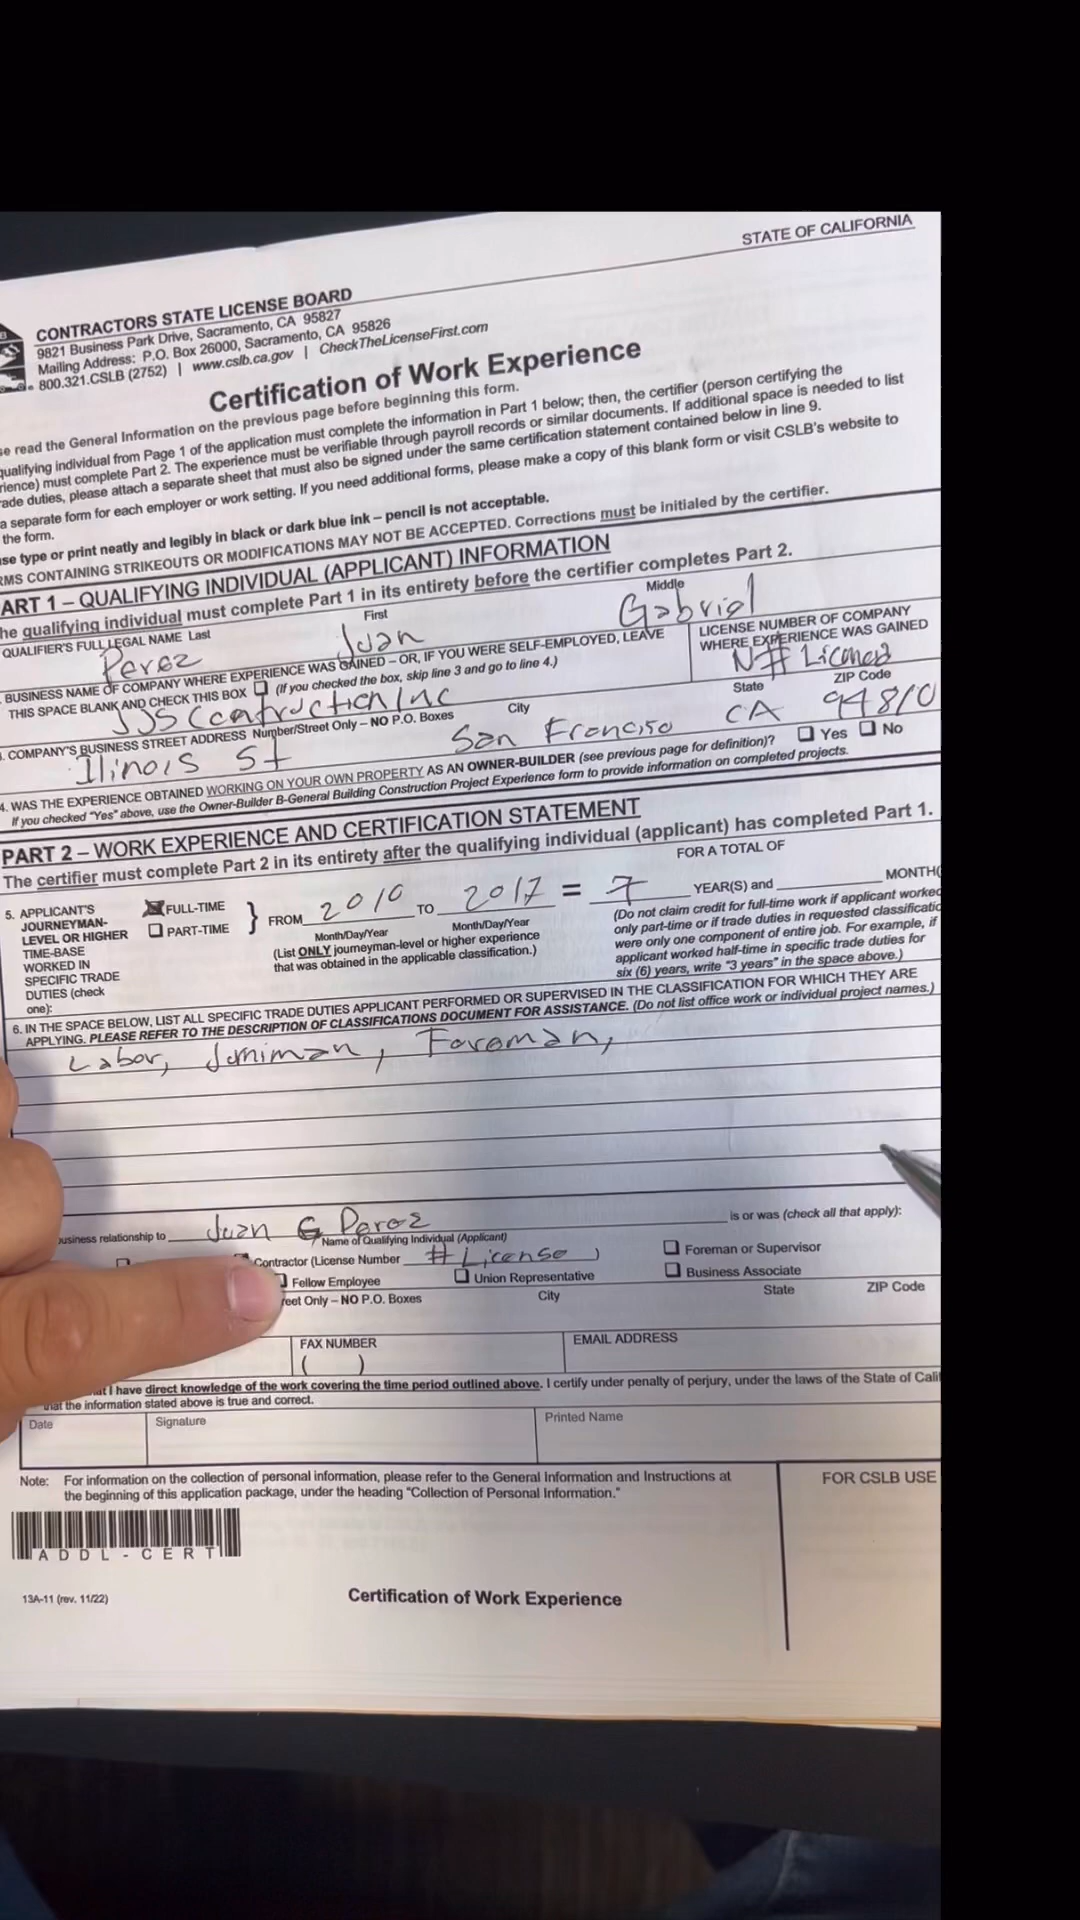 STATE OF CALIFORNIA
CONTRACTORS STATE LICENSE BOARD
9821 Business Park Drive, Sacramento, CA 95827
Mailing Address: P.O. Box 26000, Sacramento, CA 95826
800.321.CSLB (2752) | www.cslb.ca.gov | CheckTheLicenseFirst.com
Certification of Work Experience
read the General Information on the previous page before beginning this form.
qualifying individual from Page 1 of the application must complete the information in Part 1 below; then, the certifier (person certifying the
rience) must complete Part 2. The experience must be verifiable through payroll records or similar documents. If additional space is needed to list
ade duties, please attach a separate sheet that must also be signed under the same certification statement contained below in line 9.
a separate form for each employer or work setting. If you need additional forms, please make a copy of this blank form or visit CSLB's website to
the form.
se type or print neatly and legibly in black or dark blue ink – pencil is not acceptable.
RMS CONTAINING STRIKEOUTS OR MODIFICATIONS MAY NOT BE ACCEPTED. Corrections must be initialed by the certifier.
ART 1 – QUALIFYING INDIVIDUAL (APPLICANT) INFORMATION
he qualifying individual must complete Part 1 in its entirety before the certifier completes Part 2.
QUALIFIER'S FULL LEGAL NAME Last First Middle
Perez Juan Gabriel
BUSINESS NAME OF COMPANY WHERE EXPERIENCE WAS GAINED – OR, IF YOU WERE SELF-EMPLOYED, LEAVE
THIS SPACE BLANK AND CHECK THIS BOX (If you checked the box, skip line 3 and go to line 4.)
LICENSE NUMBER OF COMPANY
WHERE EXPERIENCE WAS GAINED
JJS Contruction Inc
. COMPANY'S BUSINESS STREET ADDRESS Number/Street Only – NO P.O. Boxes City State ZIP Code
Ilinois St San Franciso CA 94810
4. WAS THE EXPERIENCE OBTAINED WORKING ON YOUR OWN PROPERTY AS AN OWNER-BUILDER (see previous page for definition)? Yes No
If you checked "Yes" above, use the Owner-Builder B-General Building Construction Project Experience form to provide information on completed projects.
PART 2 – WORK EXPERIENCE AND CERTIFICATION STATEMENT
The certifier must complete Part 2 in its entirety after the qualifying individual (applicant) has completed Part 1.
5. APPLICANT'S
JOURNEYMAN-
LEVEL OR HIGHER
TIME-BASE
WORKED IN
SPECIFIC TRADE
DUTIES (check
one):
FULL-TIME
PART-TIME
} FROM 2010 TO 2017 = 7 YEAR(S) and MONTH(
FOR A TOTAL OF
Month/Day/Year Month/Day/Year
(List ONLY journeyman-level or higher experience
that was obtained in the applicable classification.)
(Do not claim credit for full-time work if applicant worked
only part-time or if trade duties in requested classificatio
were only one component of entire job. For example, if
applicant worked half-time in specific trade duties for
six (6) years, write "3 years" in the space above.)
6. IN THE SPACE BELOW, LIST ALL SPECIFIC TRADE DUTIES APPLICANT PERFORMED OR SUPERVISED IN THE CLASSIFICATION FOR WHICH THEY ARE
APPLYING. PLEASE REFER TO THE DESCRIPTION OF CLASSIFICATIONS DOCUMENT FOR ASSISTANCE. (Do not list office work or individual project names.)
Labor, Jerniman, Foreman,
business relationship to Juan G Perez is or was (check all that apply):
Name of Qualifying Individual (Applicant)
Contractor (License Number # License ) Foreman or Supervisor
Fellow Employee Union Representative Business Associate
reet Only – NO P.O. Boxes City State ZIP Code
FAX NUMBER EMAIL ADDRESS
( )
at I have direct knowledge of the work covering the time period outlined above. I certify under penalty of perjury, under the laws of the State of Cali
that the information stated above is true and correct.
Date Signature Printed Name
Note: For information on the collection of personal information, please refer to the General Information and Instructions at
the beginning of this application package, under the heading "Collection of Personal Information."
FOR CSLB USE
ADDL-CERT
13A-11 (rev. 11/22) Certification of Work Experience